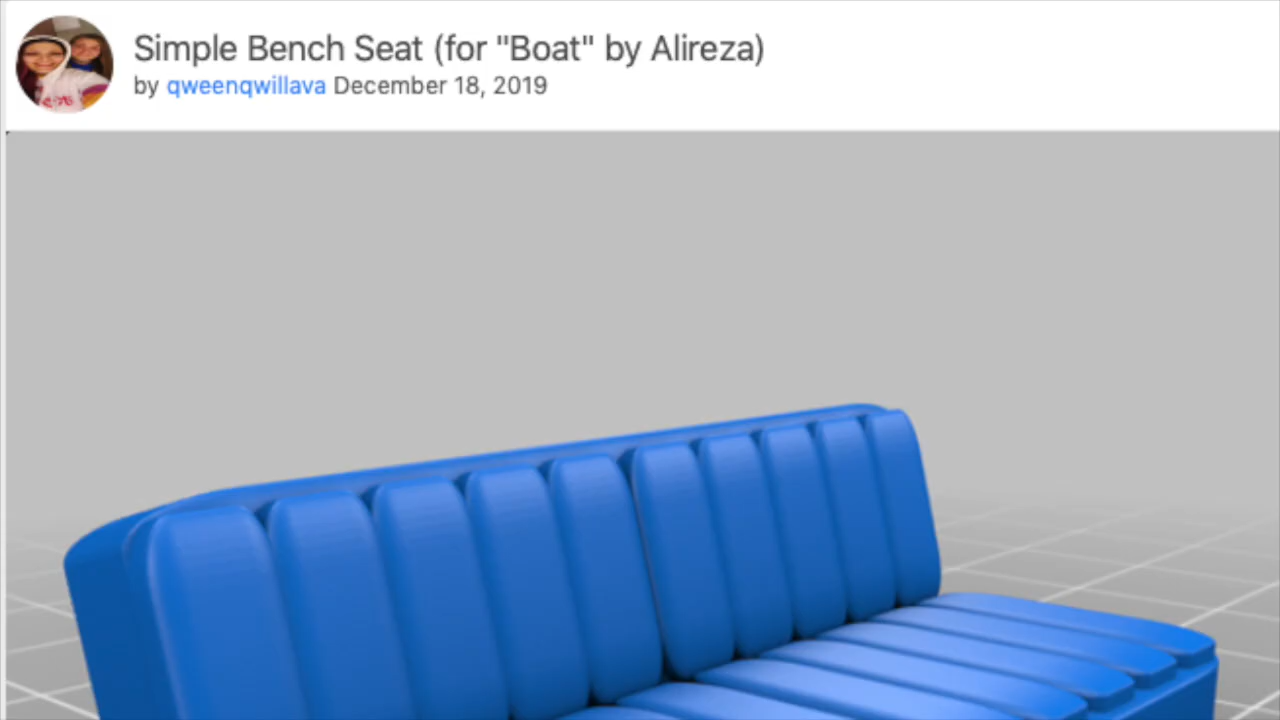 Simple Bench Seat (for "Boat" by Alireza)
by qweenqwillava December 18, 2019